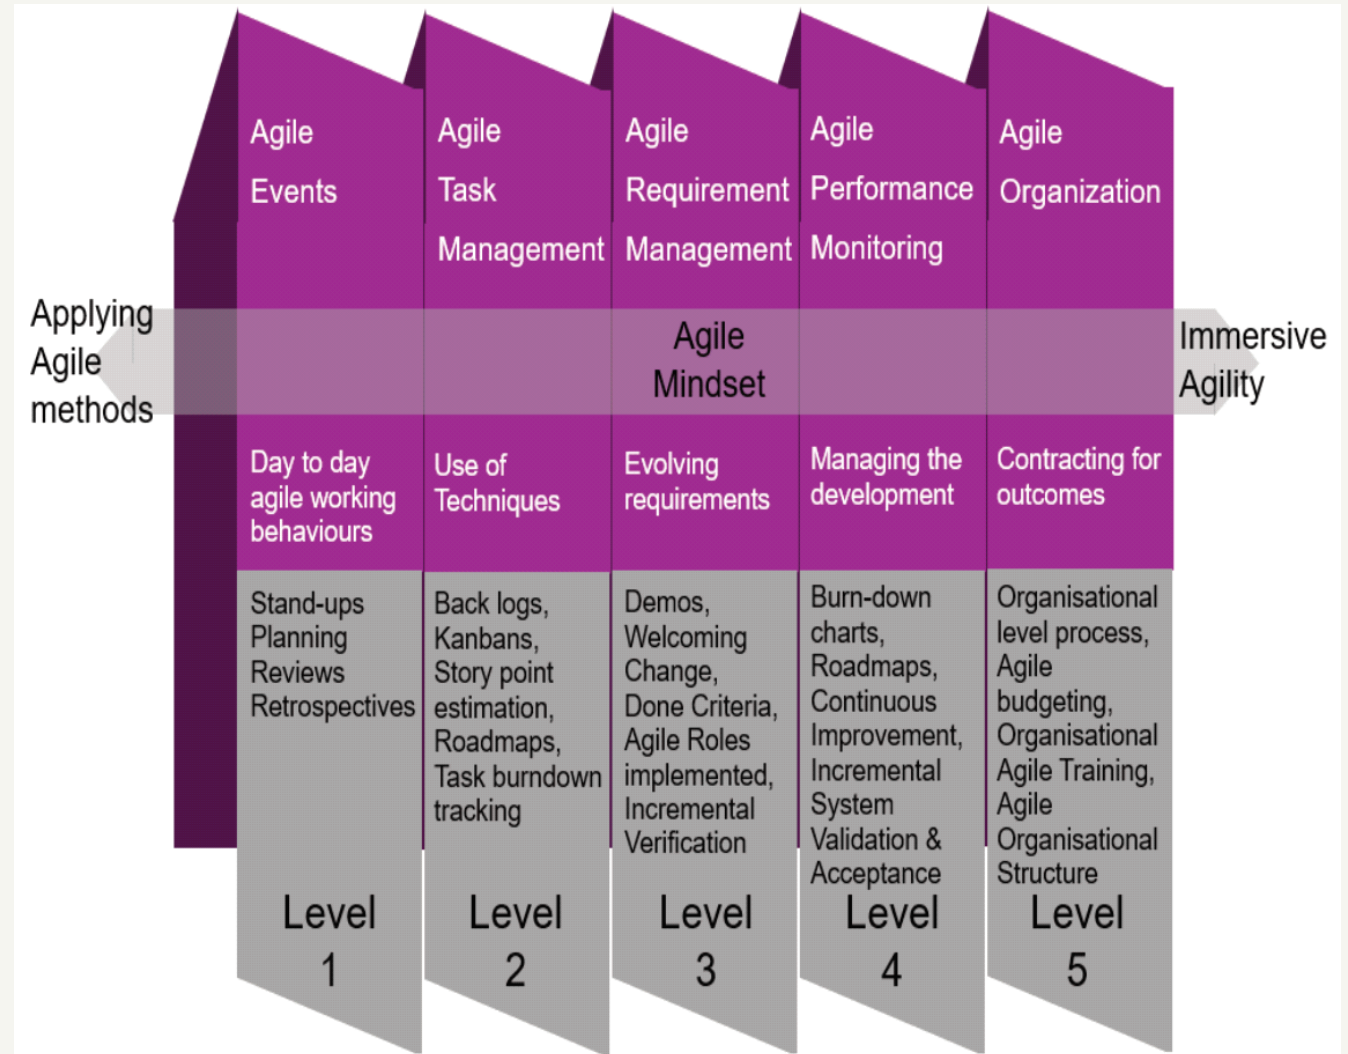 Agile
Events
Agile
Task
Management
Agile
Requirement
Management
Agile
Performance
Monitoring
Agile
Organization
Applying
Agile
methods
Agile
Mindset
Immersive
Agility
Day to day
agile working
behaviours
Use of
Techniques
Evolving
requirements
Managing the
development
Contracting for
outcomes
Stand-ups
Planning
Reviews
Retrospectives
Back logs,
Kanbans,
Story point
estimation,
Roadmaps,
Task burndown
tracking
Demos,
Welcoming
Change,
Done Criteria,
Agile Roles
implemented,
Incremental
Verification
Burn-down
charts,
Roadmaps,
Continuous
Improvement,
Incremental
System
Validation &
Acceptance
Organisational
level process,
Agile
budgeting,
Organisational
Agile Training,
Agile
Organisational
Structure
Level
1
Level
2
Level
3
Level
4
Level
5